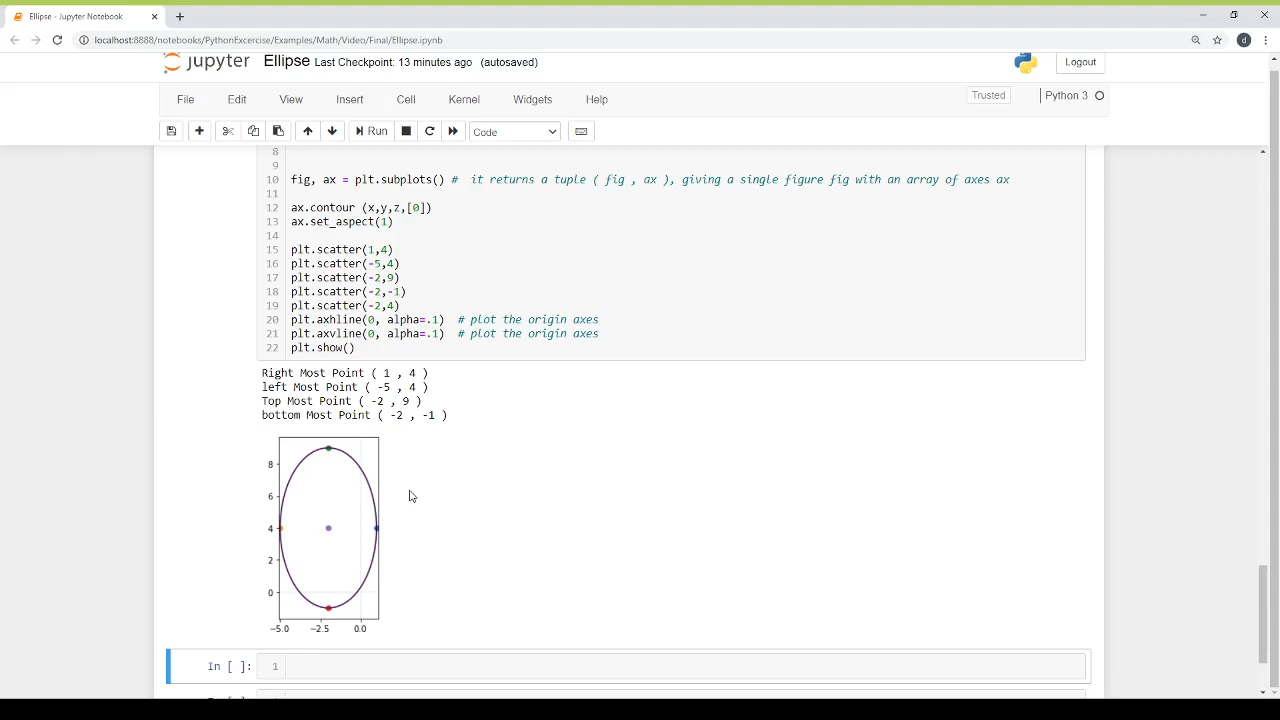 Ellipse - Jupyter Notebook
localhost:8888/notebooks/PythonExcercise/Examples/Math/Video/Final/Ellipse.ipynb
d
jupyter Ellipse Last Checkpoint: 13 minutes ago (autosaved)
Logout
File Edit View Insert Cell Kernel Widgets Help
Trusted
Python 3
Run
Code
8
9
10 fig, ax = plt.subplots() # it returns a tuple ( fig , ax ), giving a single figure fig with an array of axes ax
11
12 ax.contour (x,y,z,[0])
13 ax.set_aspect(1)
14
15 plt.scatter(1,4)
16 plt.scatter(-5,4)
17 plt.scatter(-2,9)
18 plt.scatter(-2,-1)
19 plt.scatter(-2,4)
20 plt.axhline(0, alpha=.1) # plot the origin axes
21 plt.axvline(0, alpha=.1) # plot the origin axes
22 plt.show()
Right Most Point ( 1 , 4 )
left Most Point ( -5 , 4 )
Top Most Point ( -2 , 9 )
bottom Most Point ( -2 , -1 )
8
6
4
2
0
−5.0 −2.5 0.0
In [ ]: 1